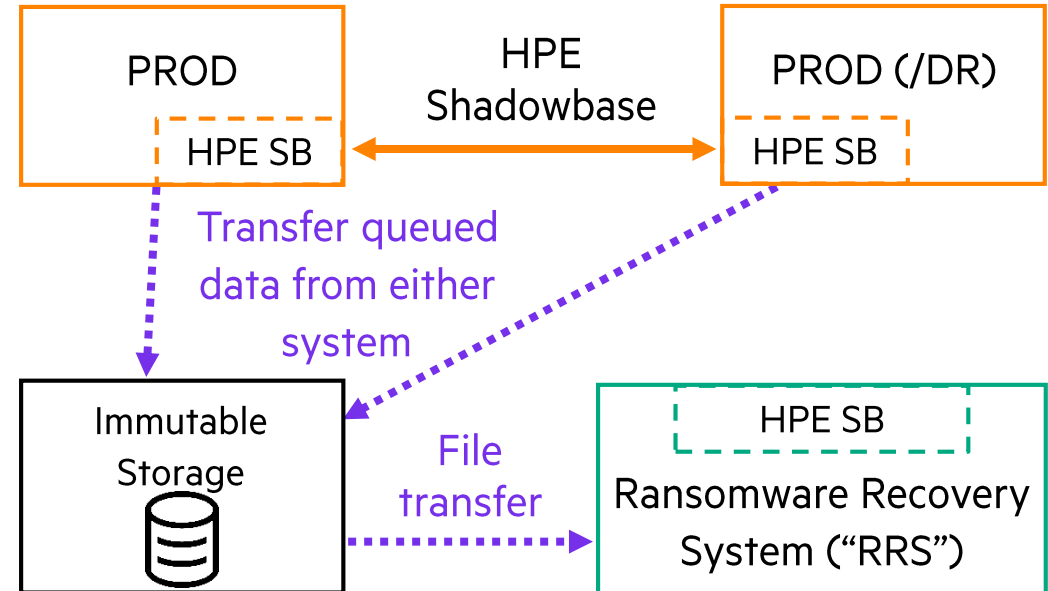 PROD
HPE
Shadowbase
PROD (/DR)
HPE SB
HPE SB
Transfer queued
data from either
system
Immutable
Storage
File
transfer
HPE SB
Ransomware Recovery
System (“RRS”)